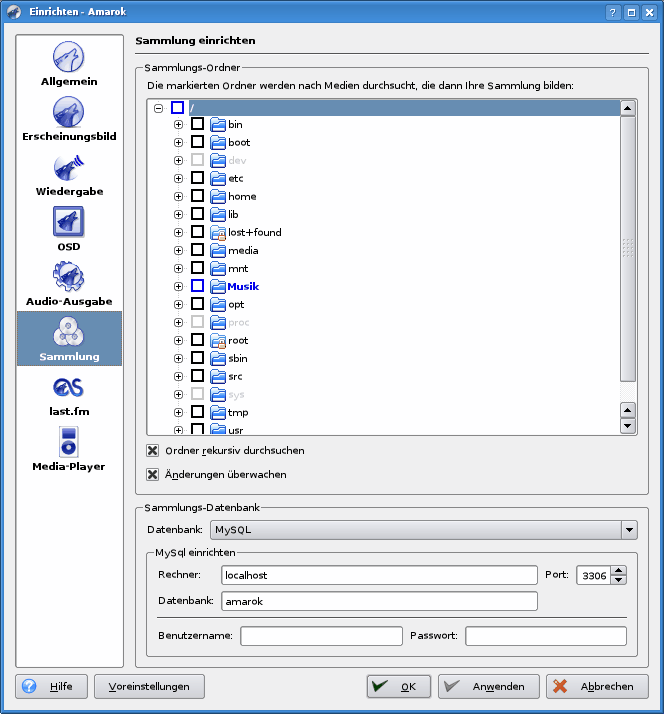 Einrichten - Amarok
Allgemein
Erscheinungsbild
Wiedergabe
OSD
Audio-Ausgabe
Sammlung
last.fm
Media-Player
Sammlung einrichten
Sammlungs-Ordner
Die markierten Ordner werden nach Medien durchsucht, die dann Ihre Sammlung bilden:
/
bin
boot
dev
etc
home
lib
lost+found
media
mnt
Musik
opt
proc
root
sbin
src
sys
tmp
usr
Ordner rekursiv durchsuchen
Änderungen überwachen
Sammlungs-Datenbank
Datenbank: MySQL
MySql einrichten
Rechner: localhost Port: 3306
Datenbank: amarok
Benutzername: Passwort:
Hilfe Voreinstellungen OK Anwenden Abbrechen